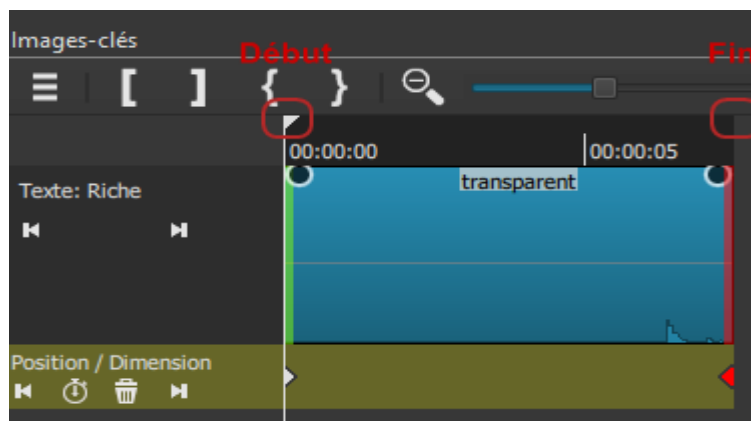 Images-clés
Début
Fin
00:00:00
00:00:05
Texte: Riche
transparent
Position / Dimension